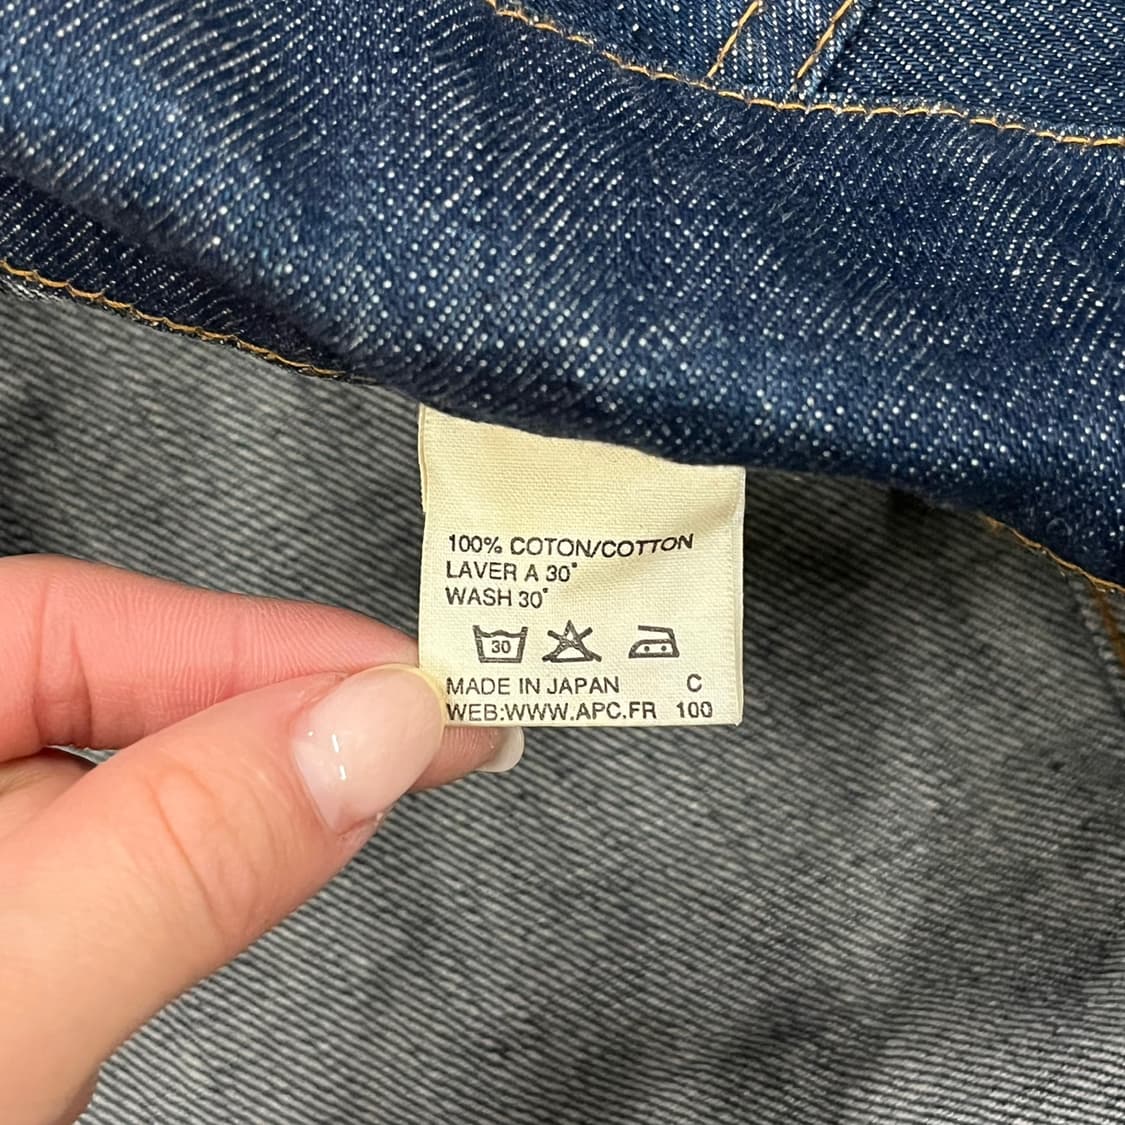 100% COTON/COTTON
LAVER A 30°
WASH 30°
30
MADE IN JAPAN C
WEB:WWW.APC.FR 100